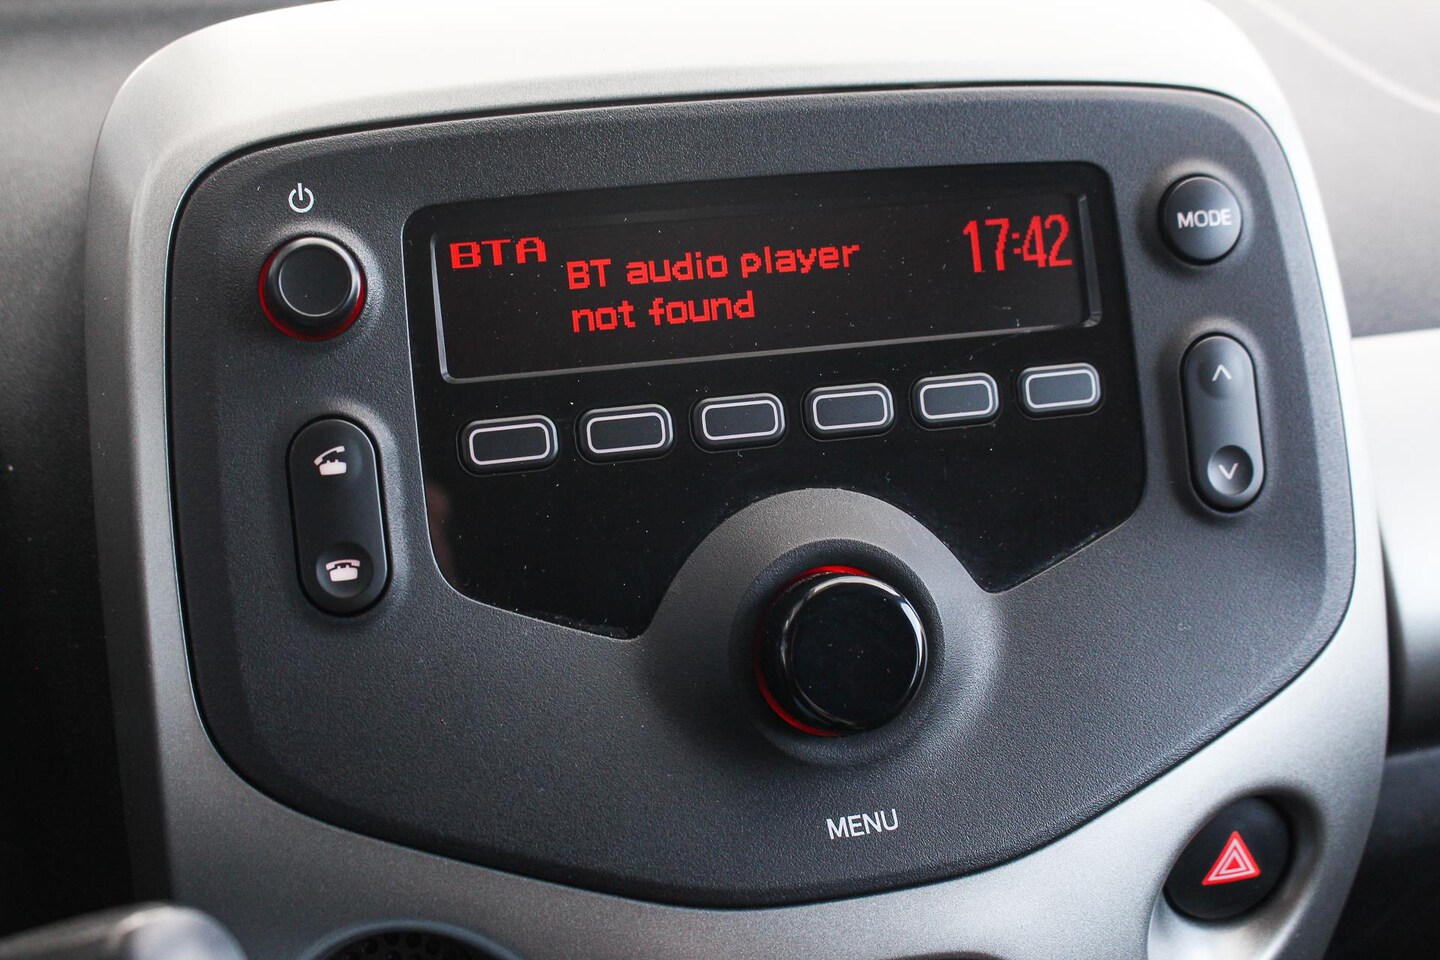 BTA
BT audio player
not found
17:42
MODE
MENU